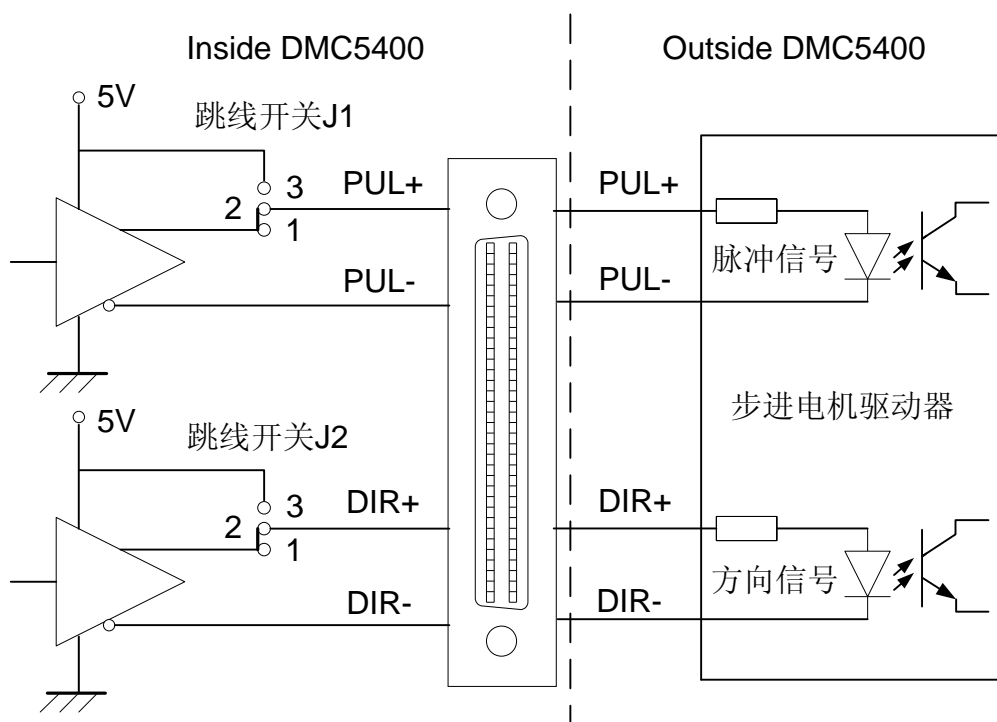 Inside DMC5400
Outside DMC5400
5V
跳线开关J1
3
2
1
PUL+
PUL-
PUL+
脉冲信号
PUL-
步进电机驱动器
5V
跳线开关J2
3
2
1
DIR+
DIR-
DIR+
方向信号
DIR-